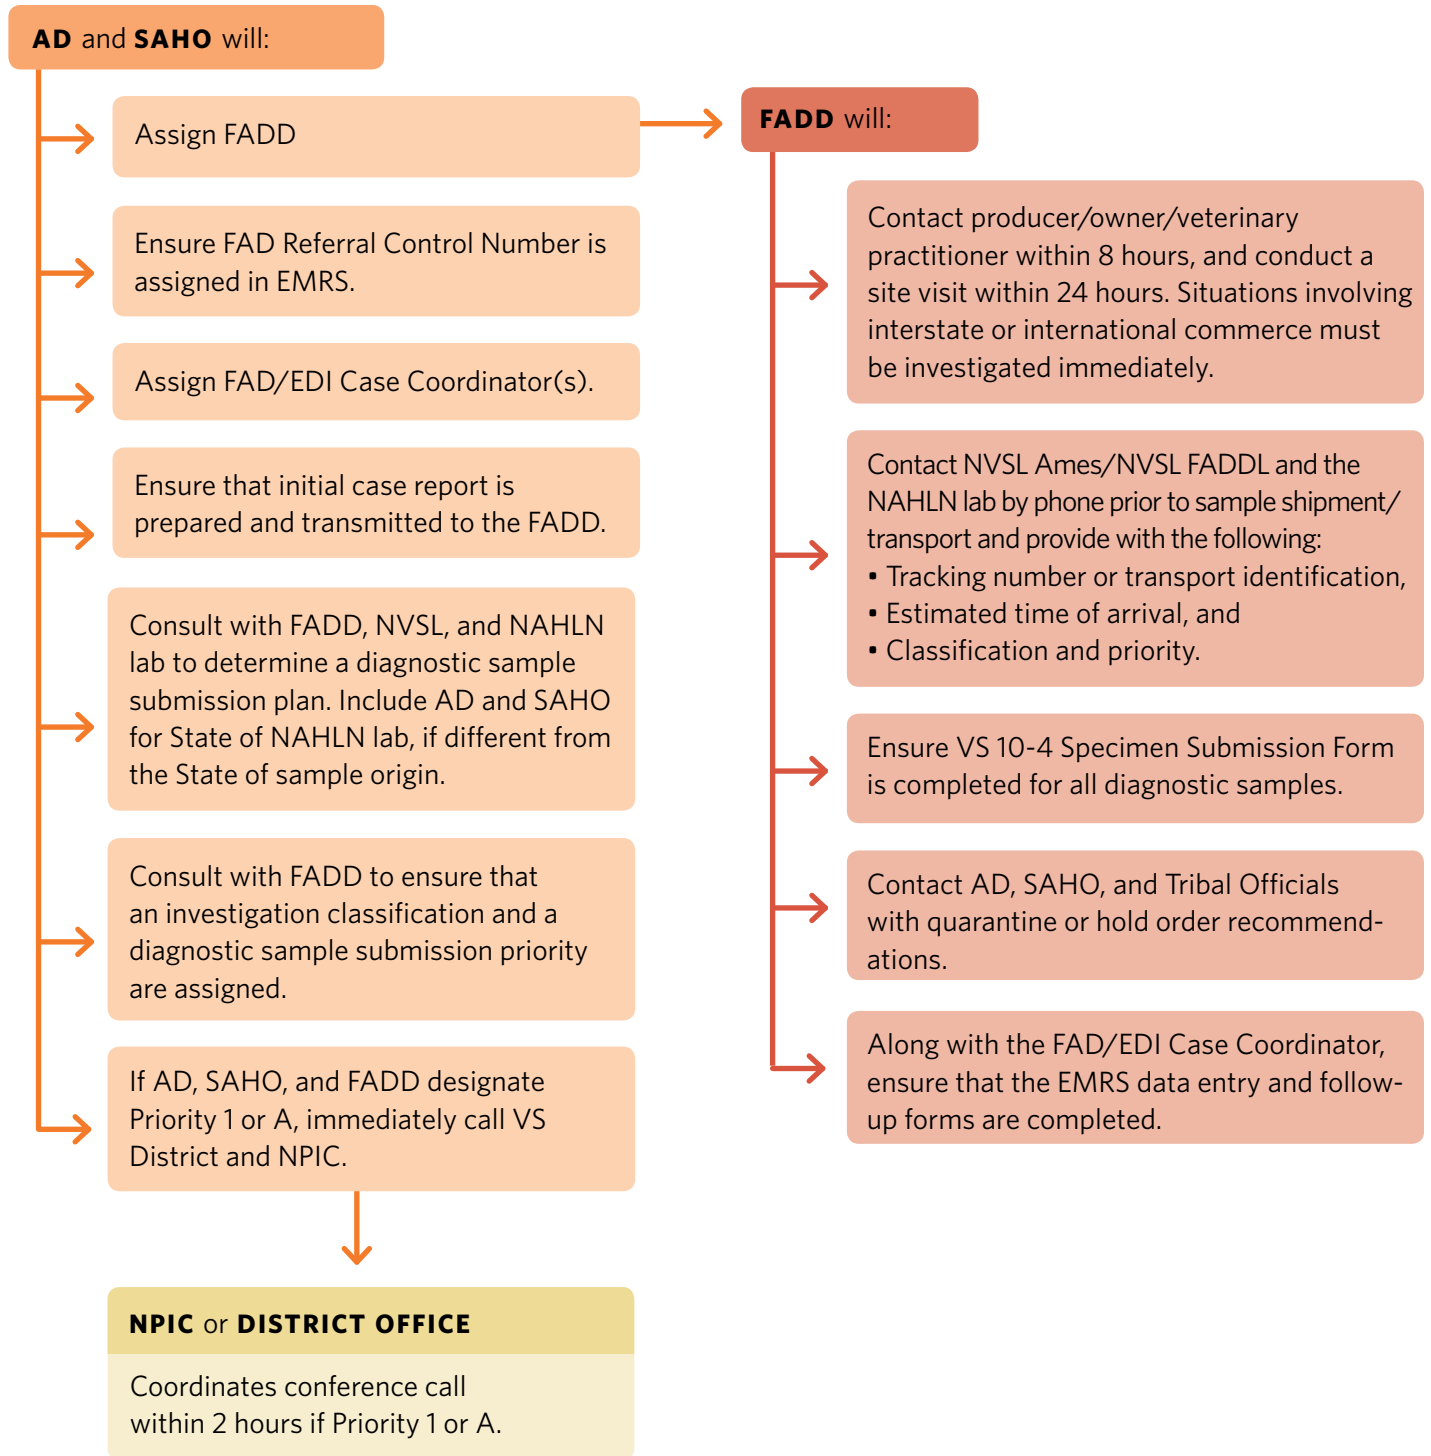 AD and SAHO will:
Assign FADD
Ensure FAD Referral Control Number is
assigned in EMRS.
Assign FAD/EDI Case Coordinator(s).
Ensure that initial case report is
prepared and transmitted to the FADD.
Consult with FADD, NVSL, and NAHLN
lab to determine a diagnostic sample
submission plan. Include AD and SAHO
for State of NAHLN lab, if different from
the State of sample origin.
Consult with FADD to ensure that
an investigation classification and a
diagnostic sample submission priority
are assigned.
If AD, SAHO, and FADD designate
Priority 1 or A, immediately call VS
District and NPIC.
NPIC or DISTRICT OFFICE
Coordinates conference call
within 2 hours if Priority 1 or A.
FADD will:
Contact producer/owner/veterinary
practitioner within 8 hours, and conduct a
site visit within 24 hours. Situations involving
interstate or international commerce must
be investigated immediately.
Contact NVSL Ames/NVSL FADDL and the
NAHLN lab by phone prior to sample shipment/
transport and provide with the following:
• Tracking number or transport identification,
• Estimated time of arrival, and
• Classification and priority.
Ensure VS 10-4 Specimen Submission Form
is completed for all diagnostic samples.
Contact AD, SAHO, and Tribal Officials
with quarantine or hold order recommend-
ations.
Along with the FAD/EDI Case Coordinator,
ensure that the EMRS data entry and follow-
up forms are completed.